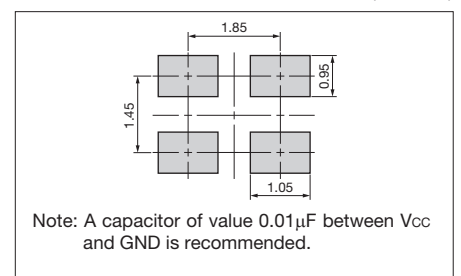 1.85
0.95
1.45
1.05
Note: A capacitor of value 0.01μF between Vcc
and GND is recommended.